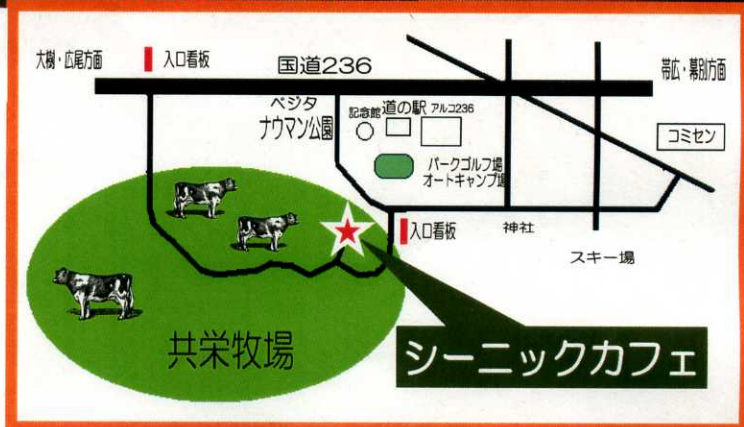 大樹・広尾方面
入口看板
国道236
帯広・幕別方面
ベジタ
ナウマン公園
記念館
道の駅
アルコ236
コミセン
パークゴルフ場
オートキャンプ場
入口看板
神社
スキー場
共栄牧場
シーニックカフェ